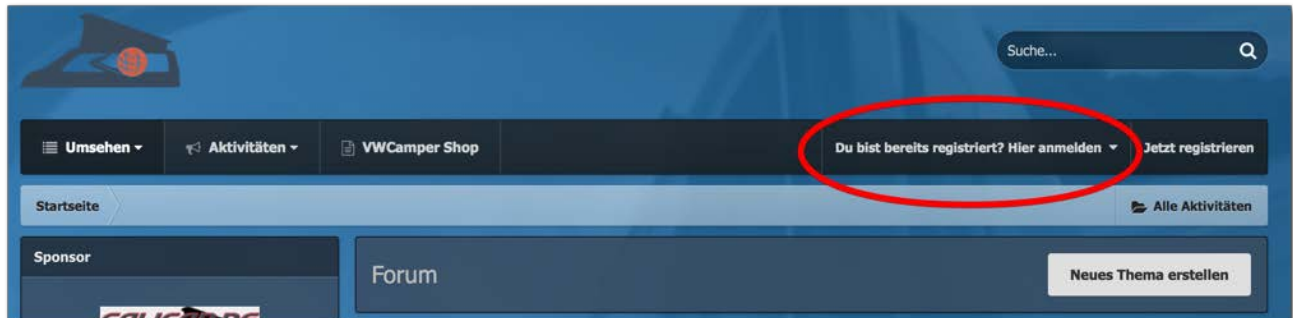 Suche...
Umsehen
Aktivitäten
VWCamper Shop
Du bist bereits registriert? Hier anmelden
Jetzt registrieren
Startseite
Alle Aktivitäten
Sponsor
Forum
Neues Thema erstellen